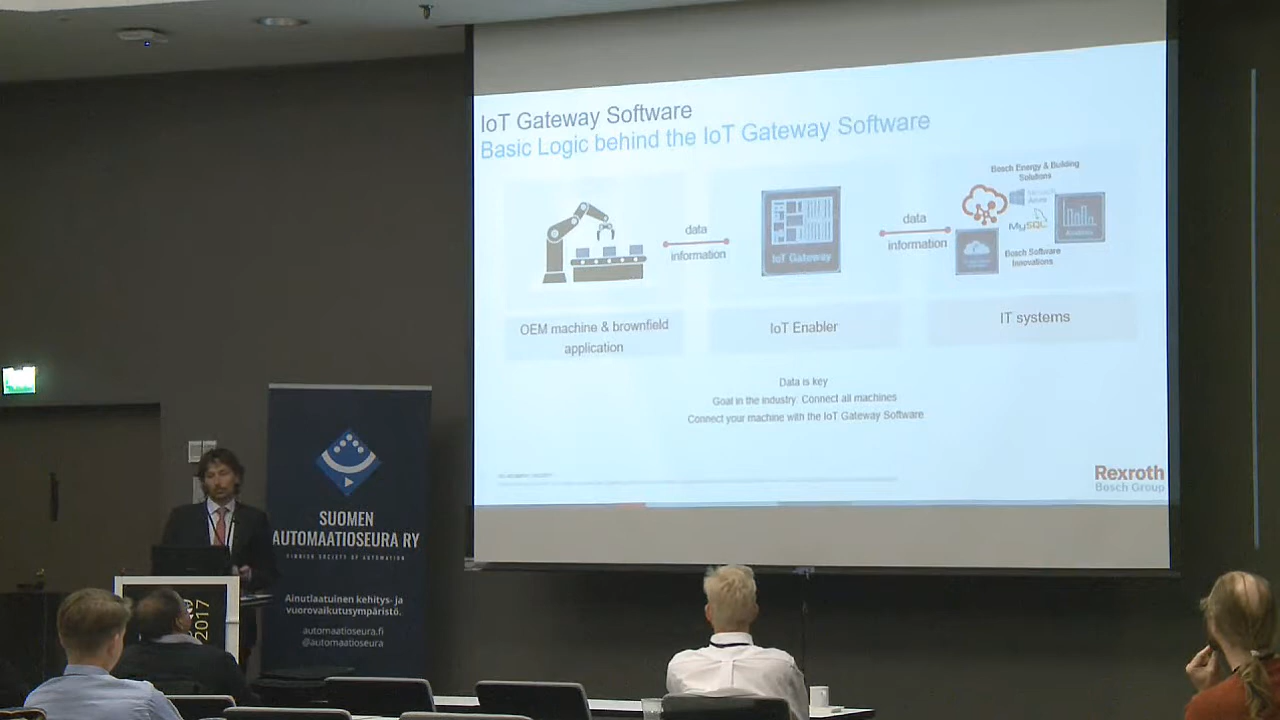 IoT Gateway Software
Basic Logic behind the IoT Gateway Software
Bosch Energy & Building
Solutions
Microsoft
Azure
MySQL
Analytics
Bosch Software
Innovations
data
information
IoT Gateway
data
information
OEM machine & brownfield
application
IoT Enabler
IT systems
Data is key
Goal in the industry: Connect all machines
Connect your machine with the IoT Gateway Software
Rexroth
Bosch Group
SUOMEN
AUTOMAATIOSEURA RY
FINNISH SOCIETY OF AUTOMATION
Ainutlaatuinen kehitys- ja
vuorovaikutusympäristö.
automaatioseura.fi
@automaatioseura
2017